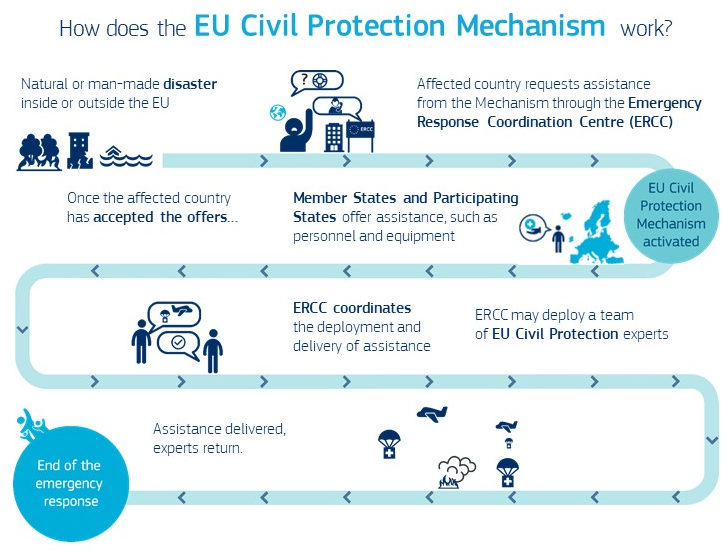 How does the EU Civil Protection Mechanism work?
Natural or man-made disaster
inside or outside the EU
?
ERCC
Affected country requests assistance
from the Mechanism through the Emergency
Response Coordination Centre (ERCC)
EU Civil
Protection
Mechanism
activated
Member States and Participating
States offer assistance, such as
personnel and equipment
Once the affected country
has accepted the offers...
ERCC coordinates
the deployment and
delivery of assistance
ERCC may deploy a team
of EU Civil Protection experts
Assistance delivered,
experts return.
End of the
emergency
response